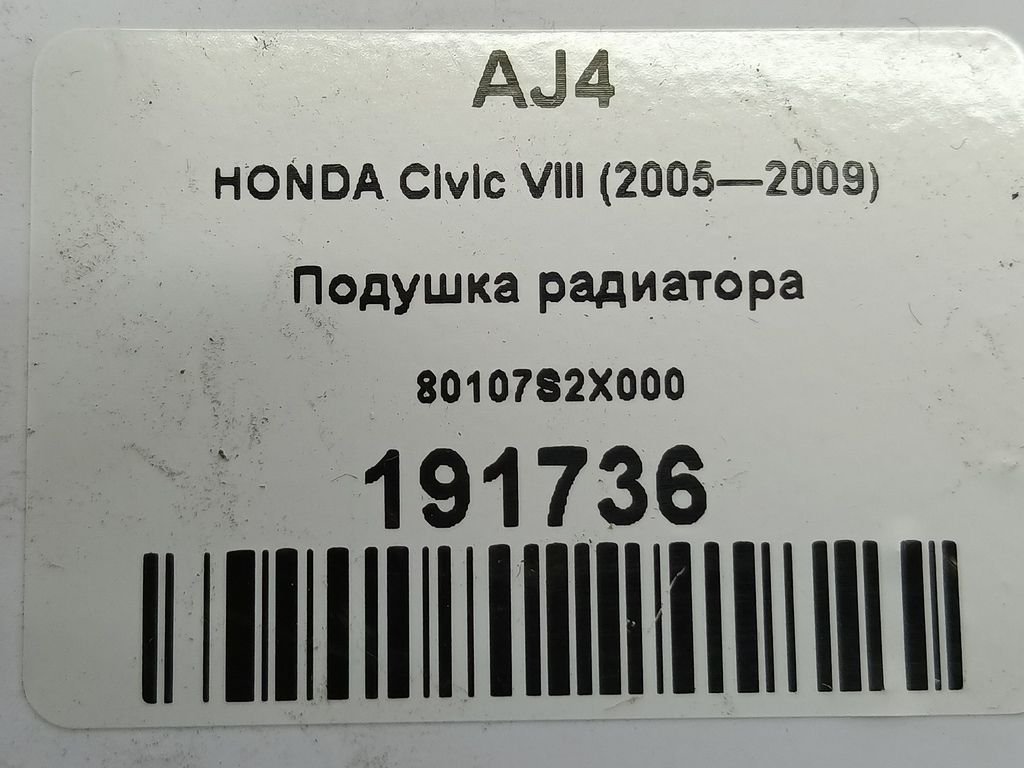 AJ4
HONDA Civic VIII (2005—2009)
Подушка радиатора
80107S2X000
191736